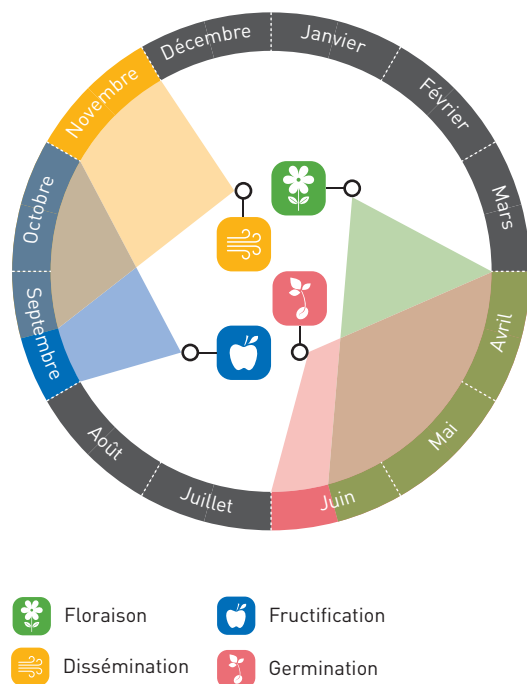 Janvier
Février
Mars
Avril
Mai
Juin
Juillet
Août
Septembre
Octobre
Novembre
Décembre
Floraison
Fructification
Dissémination
Germination